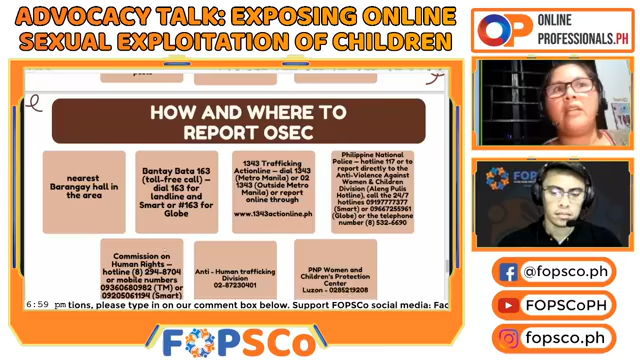 ADVOCACY TALK: EXPOSING ONLINE
SEXUAL EXPLOITATION OF CHILDREN
OP
ONLINE
PROFESSIONALS.PH
HOW AND WHERE TO
REPORT OSEC
nearest
Barangay hall in
the area
Bantay Bata 163
(toll-free call) –
dial 163 for
landline and
Smart or #163 for
Globe
1343 Trafficking
Actionline – dial 1343
(Metro Manila) or 02
1343 (Outside Metro
Manila) or report
online through
www.1343actionline.ph
Philippine National
Police – hotline 117 or to
report directly to the
Anti-Violence Against
Women & Children
Division (Aleng Pulis
Hotline), call the 24/7
hotlines 09197777377
(Smart) or 09667255961
(Globe) or the telephone
number (8) 532-6690
Commission on
Human Rights –
hotline (8) 294-8704
or mobile numbers
09360680982 (TM) or
09205061194 (Smart)
Anti - Human trafficking
Division
02-87230401
PNP Women and
Children's Protection
Center
Luzon - 0285219208
6:59 pm
tions, please type in on our comment box below. Support FOPSCo social media: Fac
FOPSCo
@fopsco.ph
FOPSCoPH
fopsco.ph